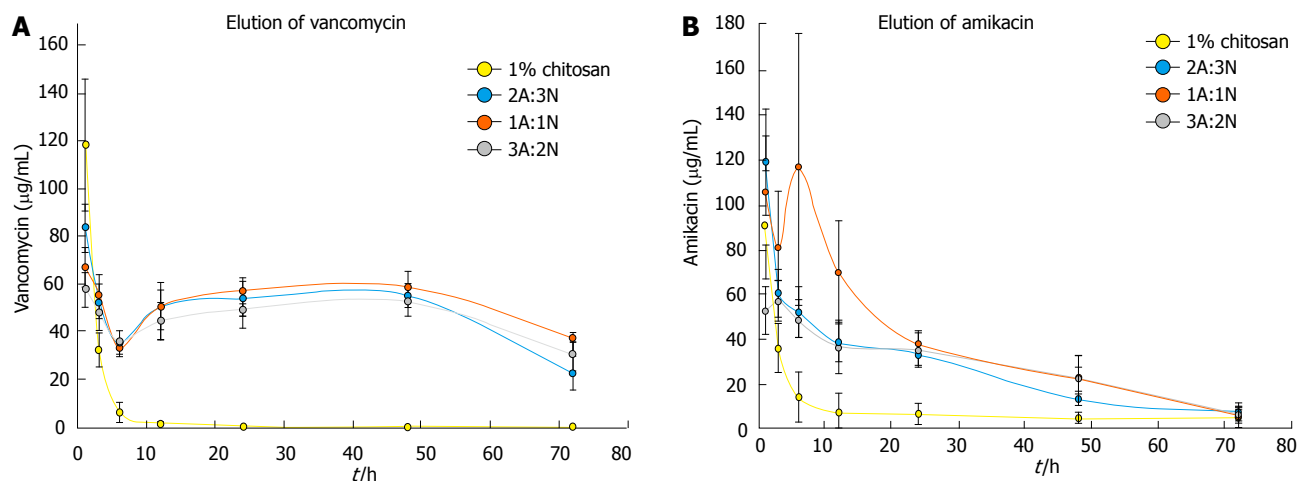 A
Elution of vancomycin
160
140
120
100
80
60
40
20
0
Vancomycin (µg/mL)
1% chitosan
2A:3N
1A:1N
3A:2N
0 10 20 30 40 50 60 70 80
t/h
B
Elution of amikacin
180
160
140
120
100
80
60
40
20
0
Amikacin (µg/mL)
1% chitosan
2A:3N
1A:1N
3A:2N
0 10 20 30 40 50 60 70 80
t/h